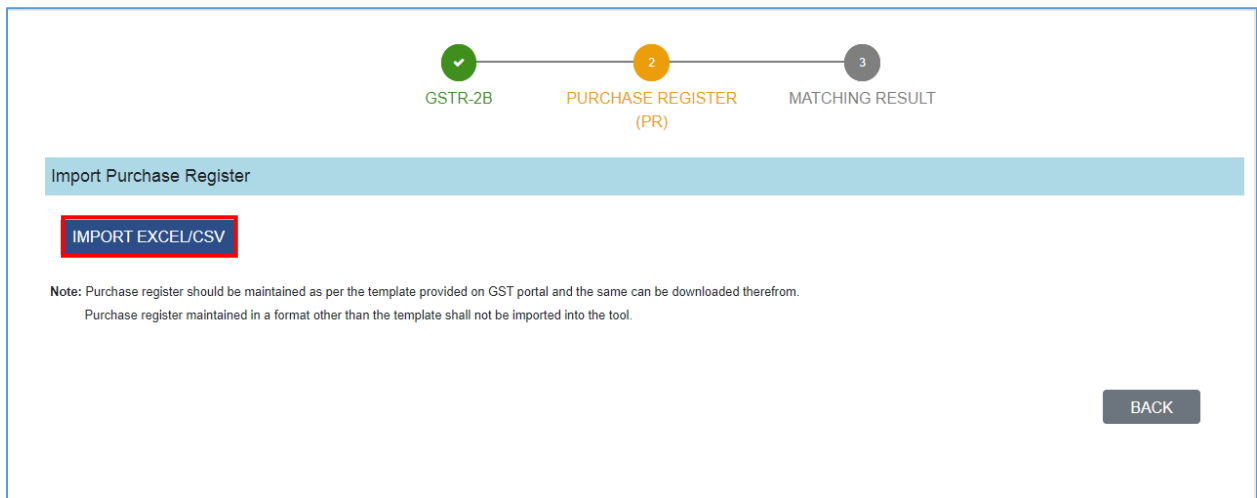 2
3
GSTR-2B
PURCHASE REGISTER
(PR)
MATCHING RESULT
Import Purchase Register
IMPORT EXCEL/CSV
Note: Purchase register should be maintained as per the template provided on GST portal and the same can be downloaded therefrom.
Purchase register maintained in a format other than the template shall not be imported into the tool.
BACK